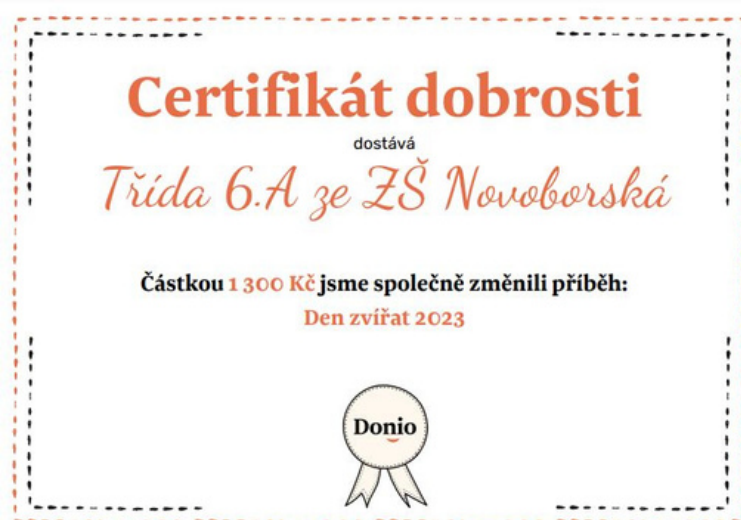 Certifikát dobrosti
dostává
Třída 6.A ze ZŠ Novoborská
Částkou 1 300 Kč jsme společně změnili příběh:
Den zvířat 2023
Donio